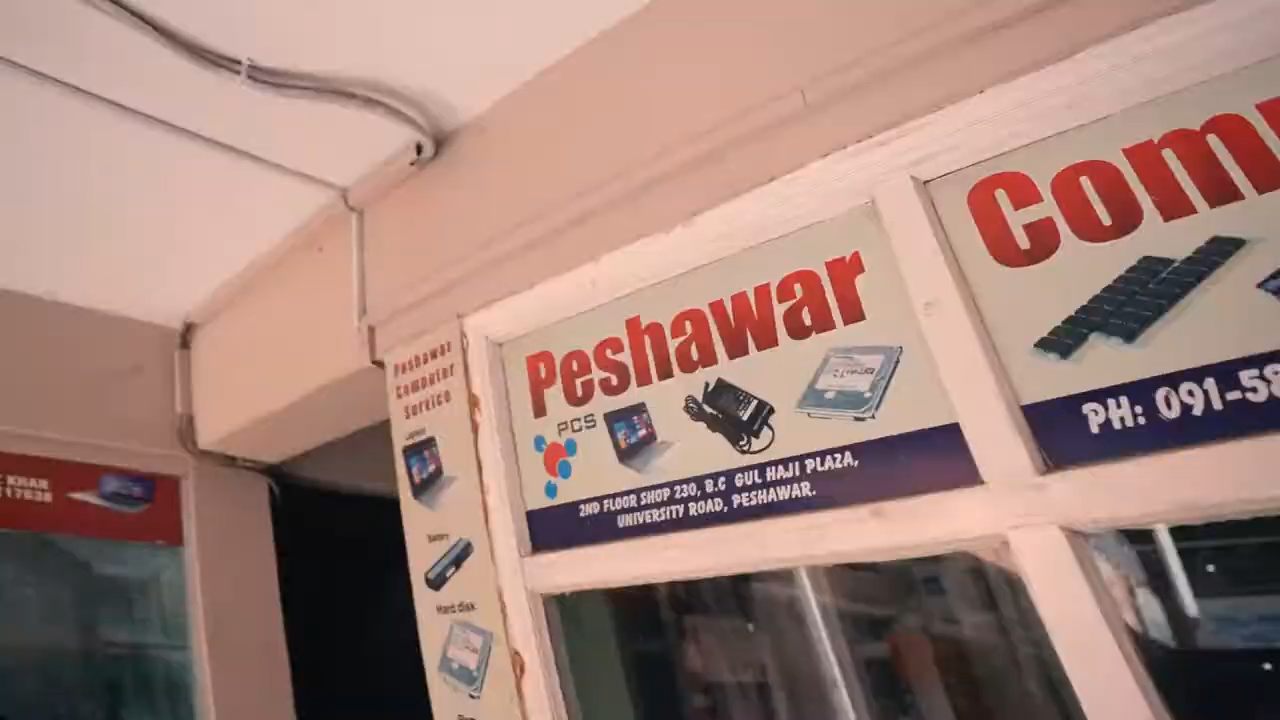 Peshawar
PCS
2ND FLOOR SHOP 230, B.C GUL HAJI PLAZA,
UNIVERSITY ROAD, PESHAWAR.
Com
PH: 091-58
Peshawar
Computer
Service
Laptop
Battery
Hard disk
KHAN
17838